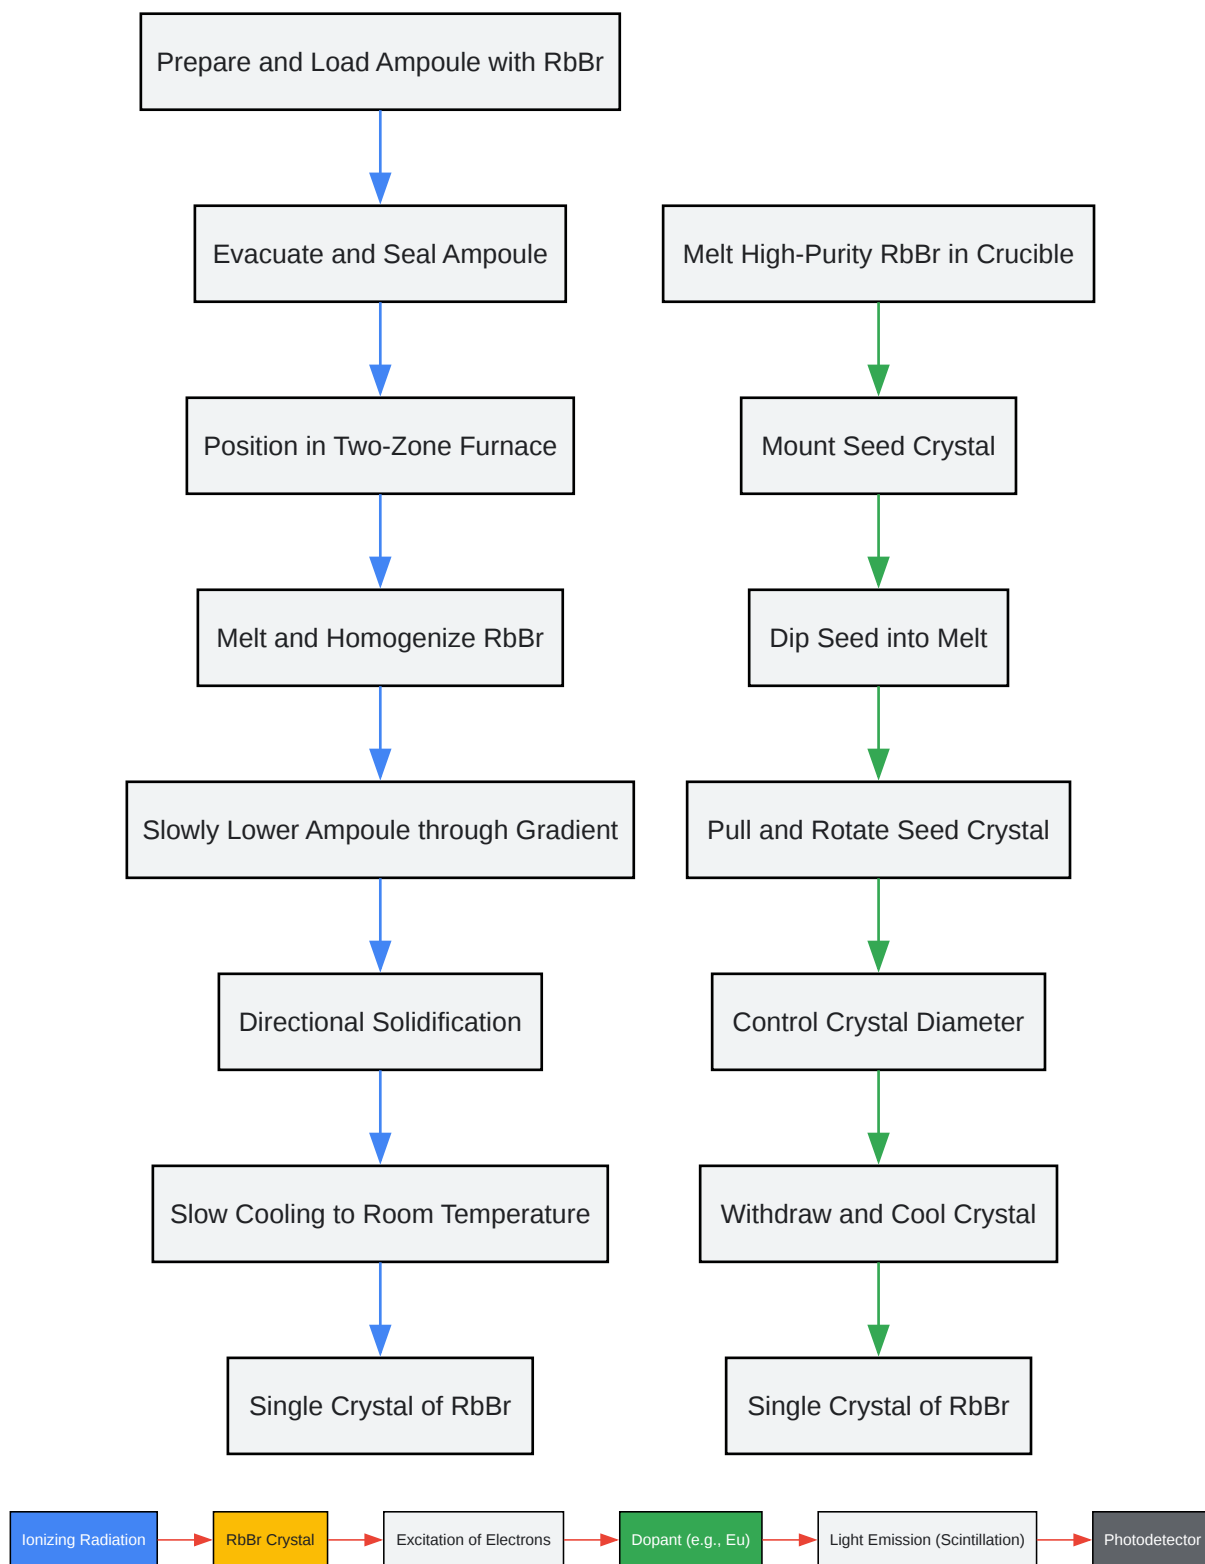 Prepare and Load Ampoule with RbBr
Evacuate and Seal Ampoule
Position in Two-Zone Furnace
Melt and Homogenize RbBr
Slowly Lower Ampoule through Gradient
Directional Solidification
Slow Cooling to Room Temperature
Single Crystal of RbBr
Melt High-Purity RbBr in Crucible
Mount Seed Crystal
Dip Seed into Melt
Pull and Rotate Seed Crystal
Control Crystal Diameter
Withdraw and Cool Crystal
Single Crystal of RbBr
Ionizing Radiation
RbBr Crystal
Excitation of Electrons
Dopant (e.g., Eu)
Light Emission (Scintillation)
Photodetector